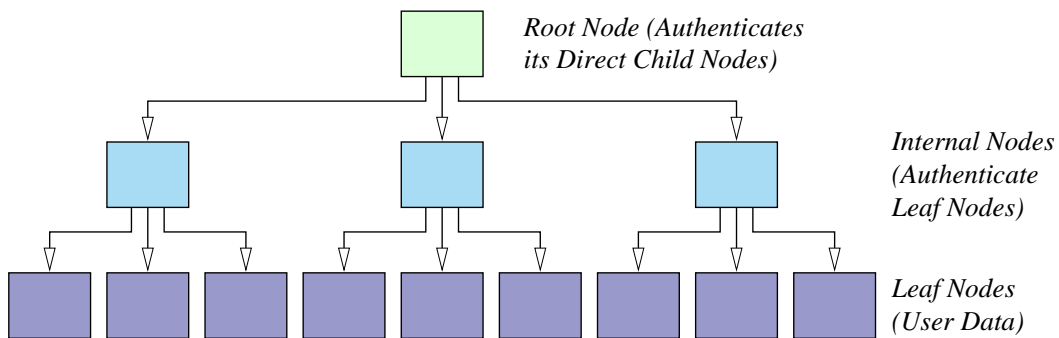 Root Node (Authenticates
its Direct Child Nodes)
Internal Nodes
(Authenticate
Leaf Nodes)
Leaf Nodes
(User Data)